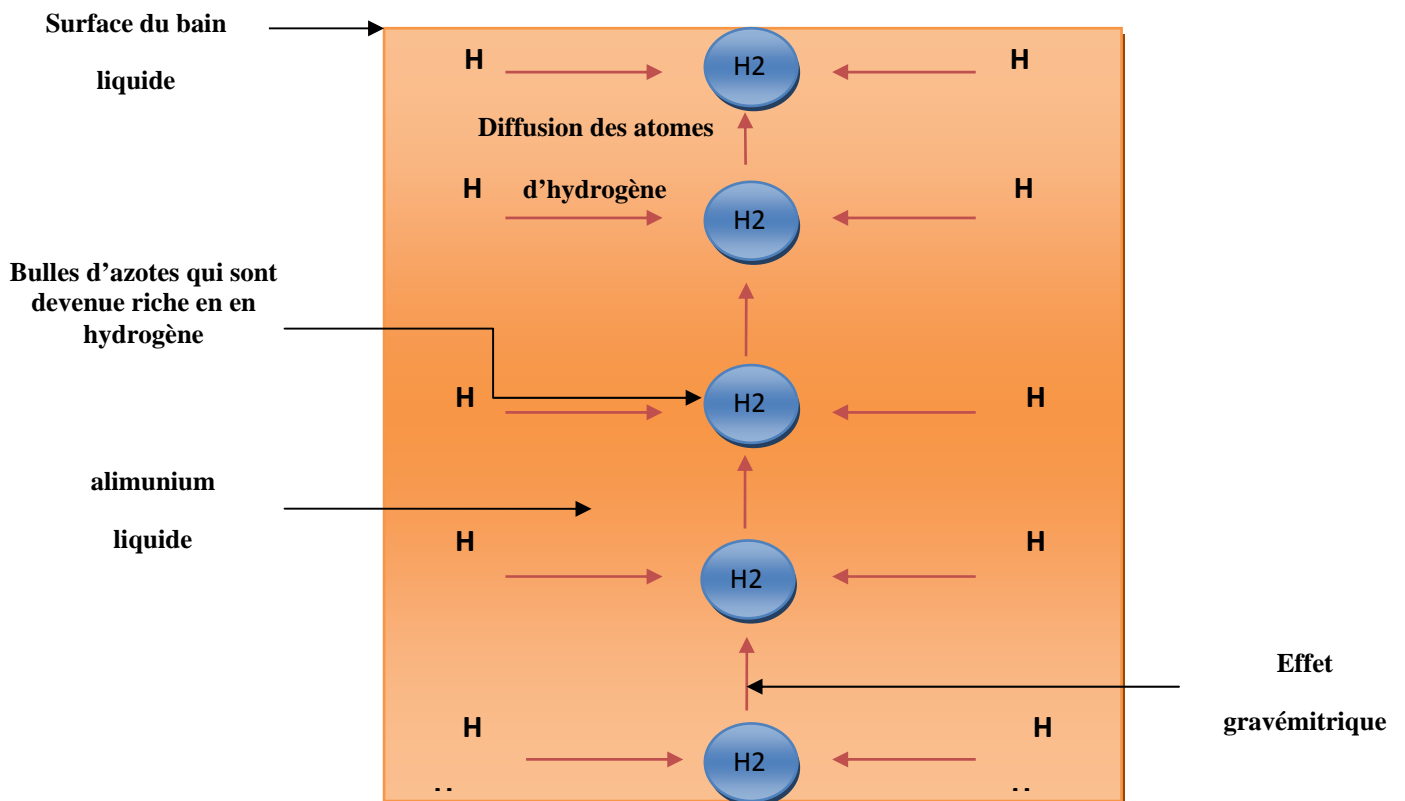 Surface du bain
liquide
H
H2
H
Diffusion des atomes
d’hydrogène
H
H2
H
Bulles d’azotes qui sont
devenue riche en en
hydrogène
H
H2
H
alimunium
liquide
H
H2
H
Effet
gravémitrique
H
H2
H